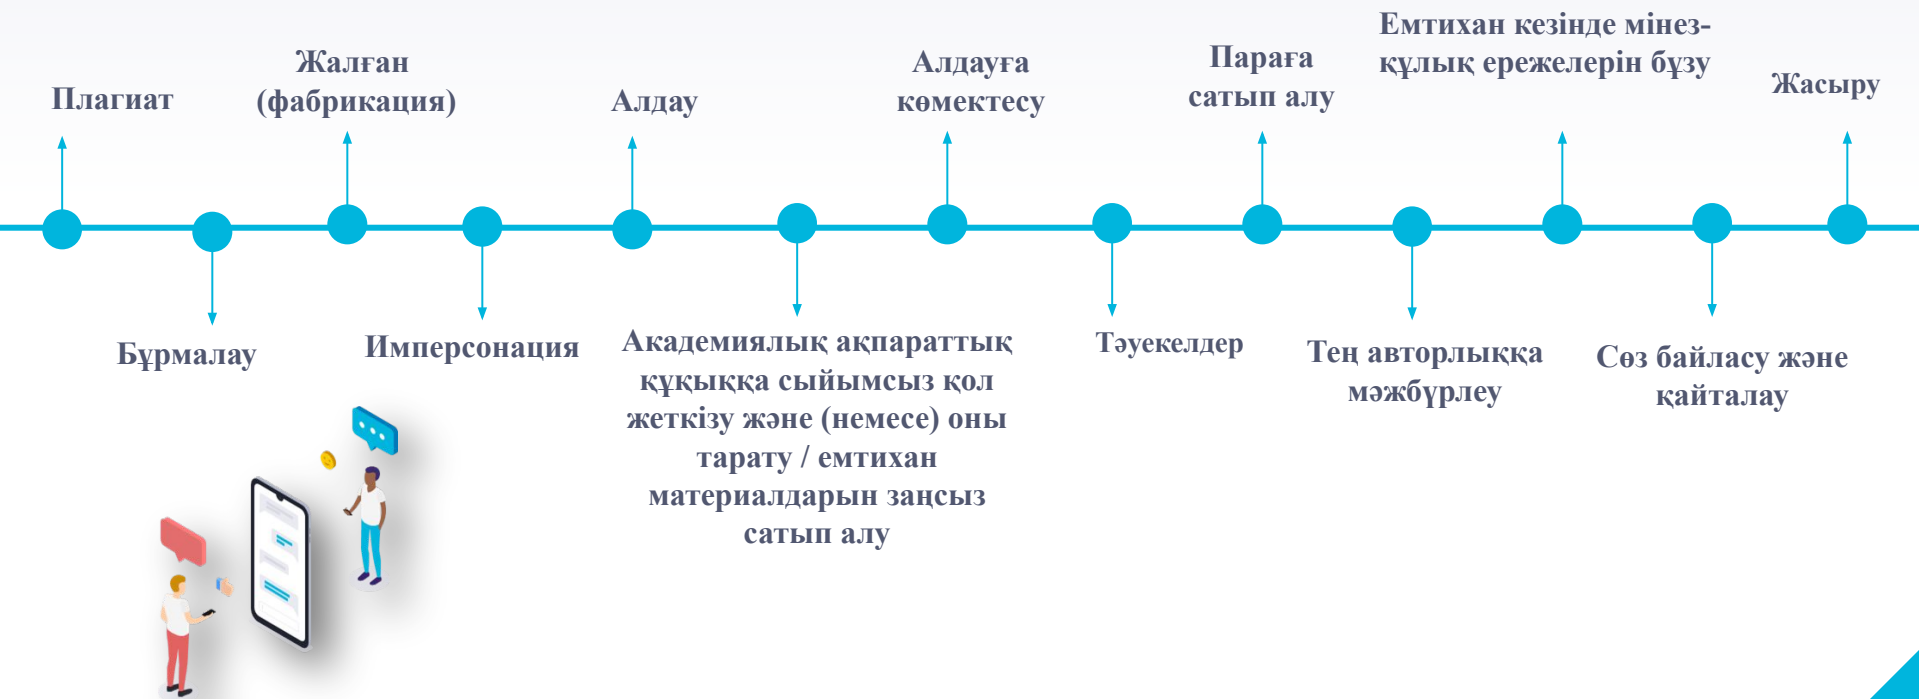 Плагиат
Жалған
(фабрикация)
Алдау
Алдауға
көмектесу
Параға
сатып алу
Емтихан кезінде мінез-
құлық ережелерін бұзу
Жасыру
Бұрмалау
Имперсонация
Академиялық ақпараттық
құқыққа сыйымсыз қол
жеткізу және (немесе) оны
тарату / емтихан
материалдарын заңсыз
сатып алу
Тәуекелдер
Тең авторлыққа
мәжбүрлеу
Сөз байласу және
қайталау